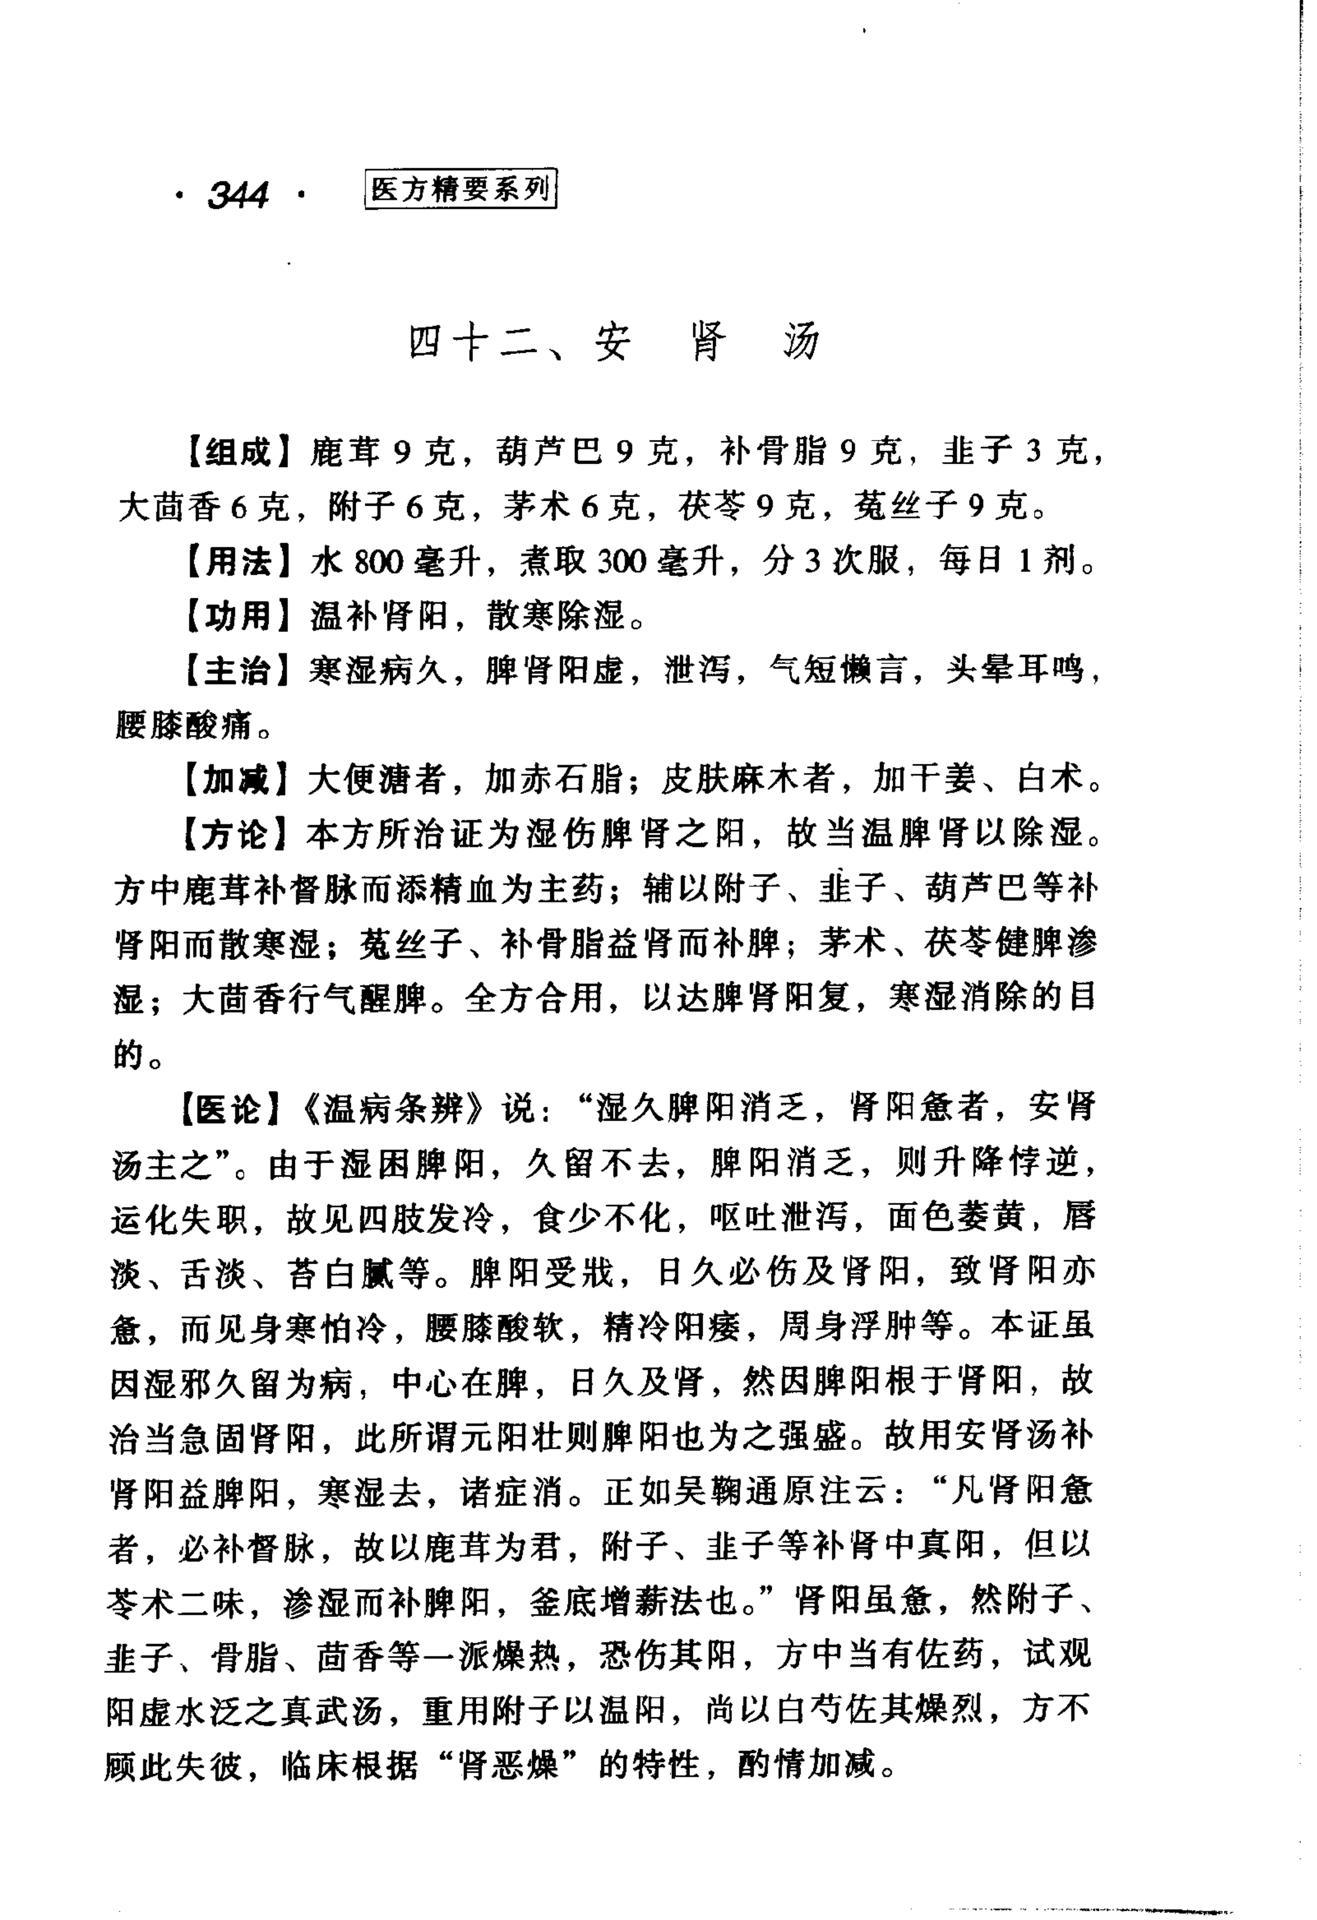 · 344 · 医方精要系列
四十二、安 肾 汤
【组成】鹿茸 9 克，葫芦巴 9 克，补骨脂 9 克，韭子 3 克，
大茴香 6 克，附子 6 克，茅术 6 克，茯苓 9 克，菟丝子 9 克。
【用法】水 800 毫升，煮取 300 毫升，分 3 次服，每日 1 剂。
【功用】温补肾阳，散寒除湿。
【主治】寒湿病久，脾肾阳虚，泄泻，气短懒言，头晕耳鸣，
腰膝酸痛。
【加减】大便溏者，加赤石脂；皮肤麻木者，加干姜、白术。
【方论】本方所治证为湿伤脾肾之阳，故当温脾肾以除湿。
方中鹿茸补督脉而添精血为主药；辅以附子、韭子、葫芦巴等补
肾阳而散寒湿；菟丝子、补骨脂益肾而补脾；茅术、茯苓健脾渗
湿；大茴香行气醒脾。全方合用，以达脾肾阳复，寒湿消除的目
的。
【医论】《温病条辨》说：“湿久脾阳消乏，肾阳惫者，安肾
汤主之”。由于湿困脾阳，久留不去，脾阳消乏，则升降悖逆，
运化失职，故见四肢发冷，食少不化，呕吐泄泻，面色萎黄，唇
淡、舌淡、苔白腻等。脾阳受戕，日久必伤及肾阳，致肾阳亦
惫，而见身寒怕冷，腰膝酸软，精冷阳痿，周身浮肿等。本证虽
因湿邪久留为病，中心在脾，日久及肾，然因脾阳根于肾阳，故
治当急固肾阳，此所谓元阳壮则脾阳也为之强盛。故用安肾汤补
肾阳益脾阳，寒湿去，诸症消。正如吴鞠通原注云：“凡肾阳惫
者，必补督脉，故以鹿茸为君，附子、韭子等补肾中真阳，但以
苓术二味，渗湿而补脾阳，釜底增薪法也。”肾阳虽惫，然附子、
韭子、骨脂、茴香等一派燥热，恐伤其阳，方中当有佐药，试观
阳虚水泛之真武汤，重用附子以温阳，尚以白芍佐其燥烈，方不
顾此失彼，临床根据“肾恶燥”的特性，酌情加减。